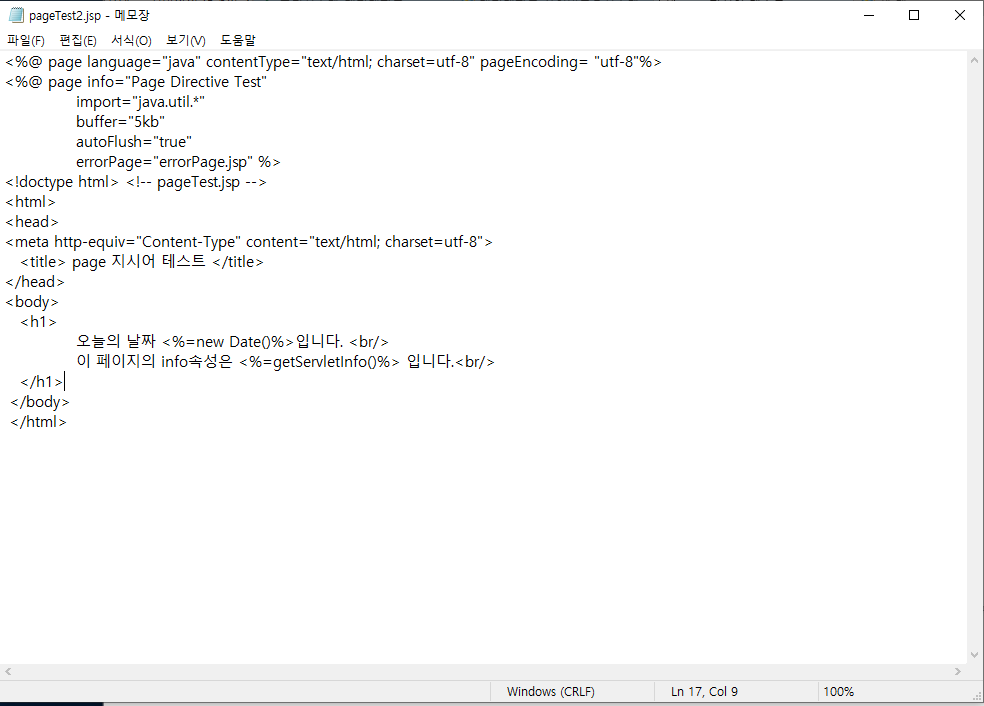 pageTest2.jsp - 메모장
파일(F) 편집(E) 서식(O) 보기(V) 도움말
<%@ page language="java" contentType="text/html; charset=utf-8" pageEncoding= "utf-8"%>
<%@ page info="Page Directive Test"
import="java.util.*"
buffer="5kb"
autoFlush="true"
errorPage="errorPage.jsp" %>
<!doctype html> <!-- pageTest.jsp -->
<html>
<head>
<meta http-equiv="Content-Type" content="text/html; charset=utf-8">
<title> page 지시어 테스트 </title>
</head>
<body>
<h1>
오늘의 날짜 <%=new Date()%>입니다. <br/>
이 페이지의 info속성은 <%=getServletInfo()%> 입니다.<br/>
</h1>
</body>
</html>
Windows (CRLF) Ln 17, Col 9 100%